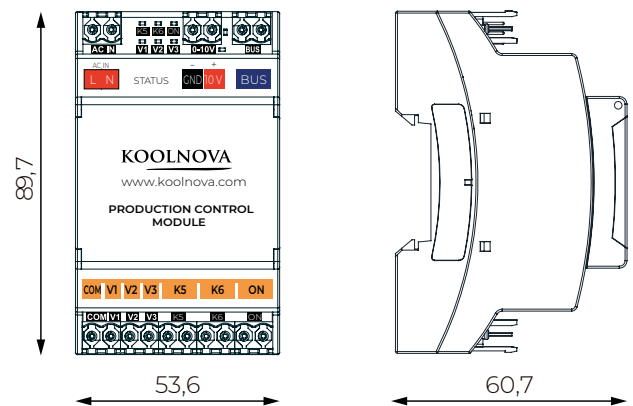 K5 K6 ON
AC IN V1 V2 V3 0-10V BUS
AC IN - +
L N STATUS GND 10 V BUS
KOOLNOVA
www.koolnova.com
PRODUCTION CONTROL
MODULE
COM V1 V2 V3 K5 K6 ON
COM V1 V2 V3 K5 K6 ON
89,7
53,6
60,7